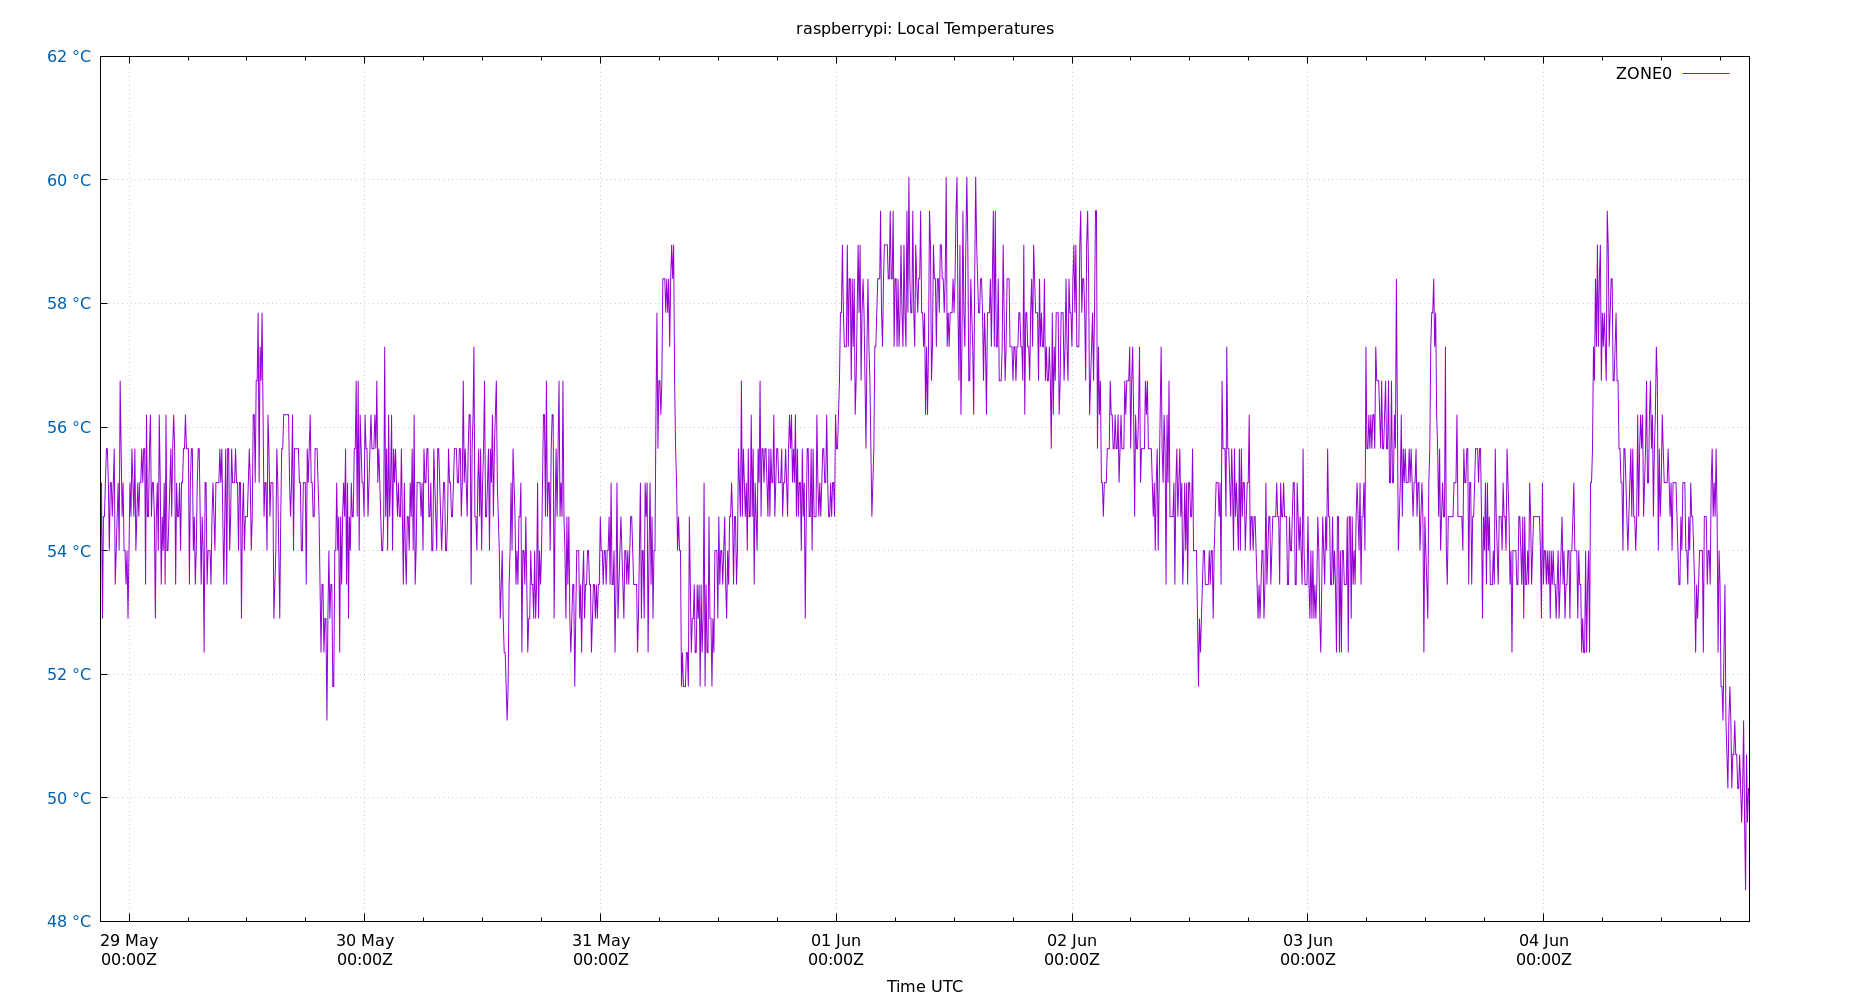 raspberrypi: Local Temperatures
62 °C
ZONE0
60 °C
58 °C
56 °C
54 °C
52 °C
50 °C
48 °C
29 May 30 May 31 May 01 Jun 02 Jun 03 Jun 04 Jun
00:00Z 00:00Z 00:00Z 00:00Z 00:00Z 00:00Z 00:00Z
Time UTC